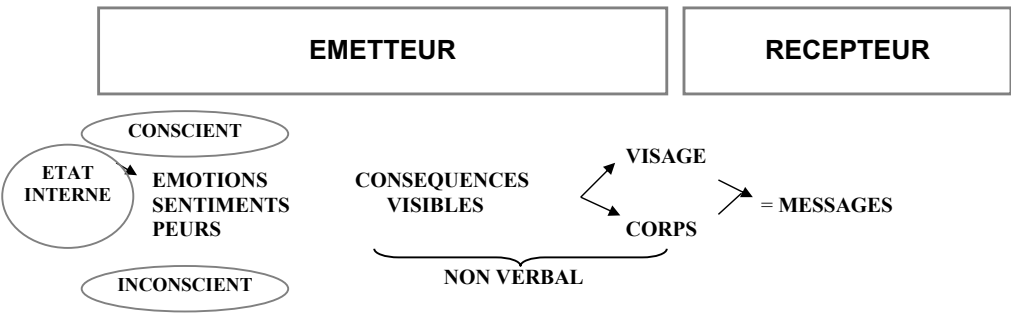 EMETTEUR
RECEPTEUR
CONSCIENT
ETAT
INTERNE
EMOTIONS
SENTIMENTS
PEURS
CONSEQUENCES
VISIBLES
VISAGE
CORPS
= MESSAGES
NON VERBAL
INCONSCIENT